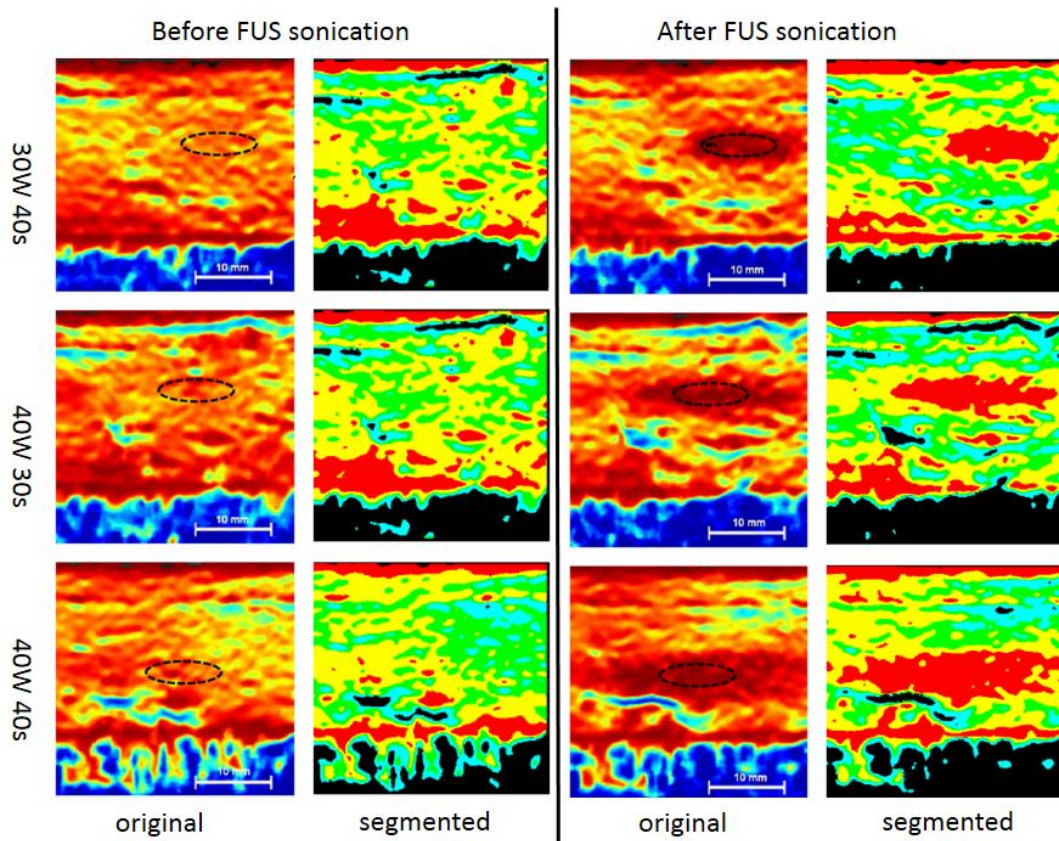 Before FUS sonication
After FUS sonication
30W 40s
10 mm
10 mm
40W 30s
10 mm
10 mm
40W 40s
10 mm
10 mm
original
segmented
original
segmented